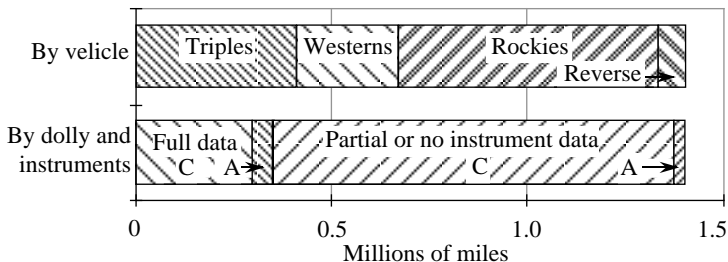 By velicle
Triples
Westerns
Rockies
Reverse
By dolly and
instruments
Full data
C
A
Partial or no instrument data
C
A
0
0.5
1.0
1.5
Millions of miles